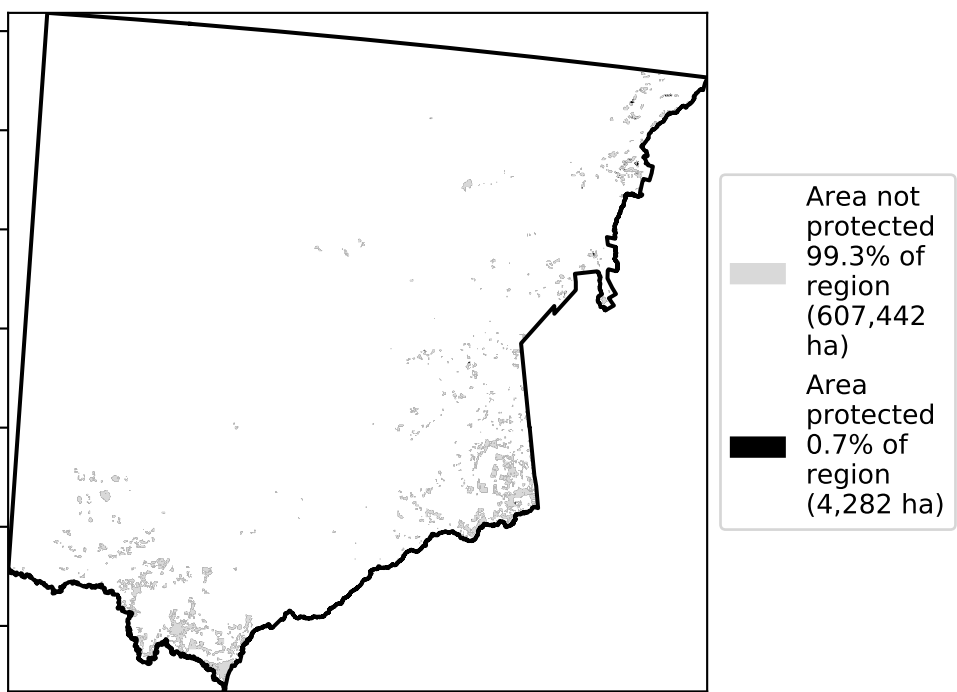 Area not
protected
99.3% of
region
(607,442
ha)
Area
protected
0.7% of
region
(4,282 ha)